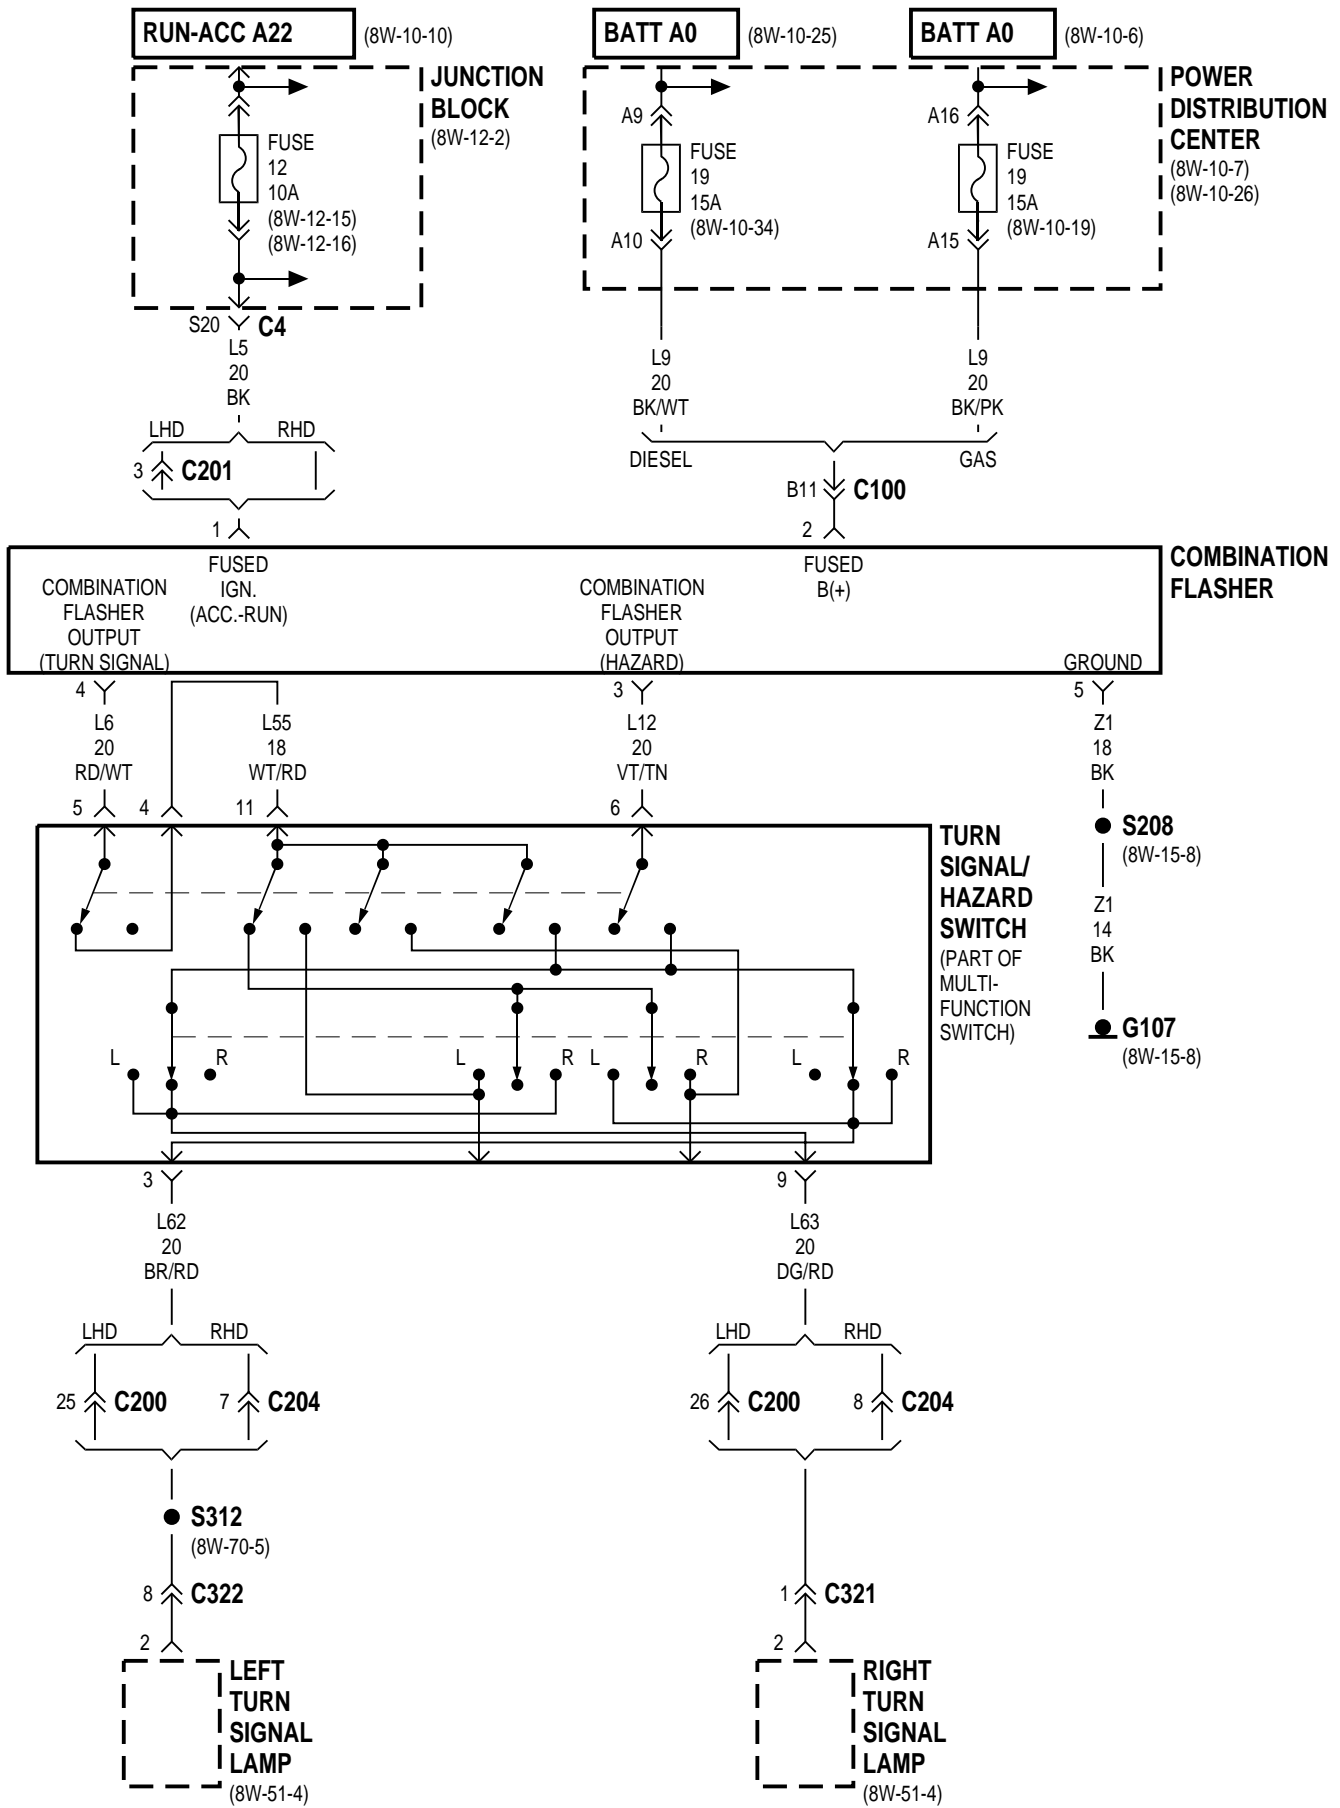 RUN-ACC A22
(8W-10-10)
BATT A0
(8W-10-25)
BATT A0
(8W-10-6)
JUNCTION
BLOCK
(8W-12-2)
FUSE
12
10A
(8W-12-15)
(8W-12-16)
A9
FUSE
19
15A
(8W-10-34)
A10
A16
FUSE
19
15A
(8W-10-19)
A15
POWER
DISTRIBUTION
CENTER
(8W-10-7)
(8W-10-26)
S20
C4
L5
20
BK
L9
20
BK/WT
L9
20
BK/PK
LHD
RHD
3
C201
DIESEL
GAS
B11
C100
1
2
COMBINATION
FLASHER
FUSED
IGN.
(ACC.-RUN)
FUSED
B(+)
COMBINATION
FLASHER
OUTPUT
(TURN SIGNAL)
COMBINATION
FLASHER
OUTPUT
(HAZARD)
GROUND
4
3
5
L6
20
RD/WT
L55
18
WT/RD
L12
20
VT/TN
Z1
18
BK
5
4
11
6
S208
(8W-15-8)
TURN
SIGNAL/
HAZARD
SWITCH
(PART OF
MULTI-
FUNCTION
SWITCH)
Z1
14
BK
G107
(8W-15-8)
L
R
L
R
L
R
L
R
3
9
L62
20
BR/RD
L63
20
DG/RD
LHD
RHD
LHD
RHD
25
C200
7
C204
26
C200
8
C204
S312
(8W-70-5)
8
C322
1
C321
2
2
LEFT
TURN
SIGNAL
LAMP
(8W-51-4)
RIGHT
TURN
SIGNAL
LAMP
(8W-51-4)